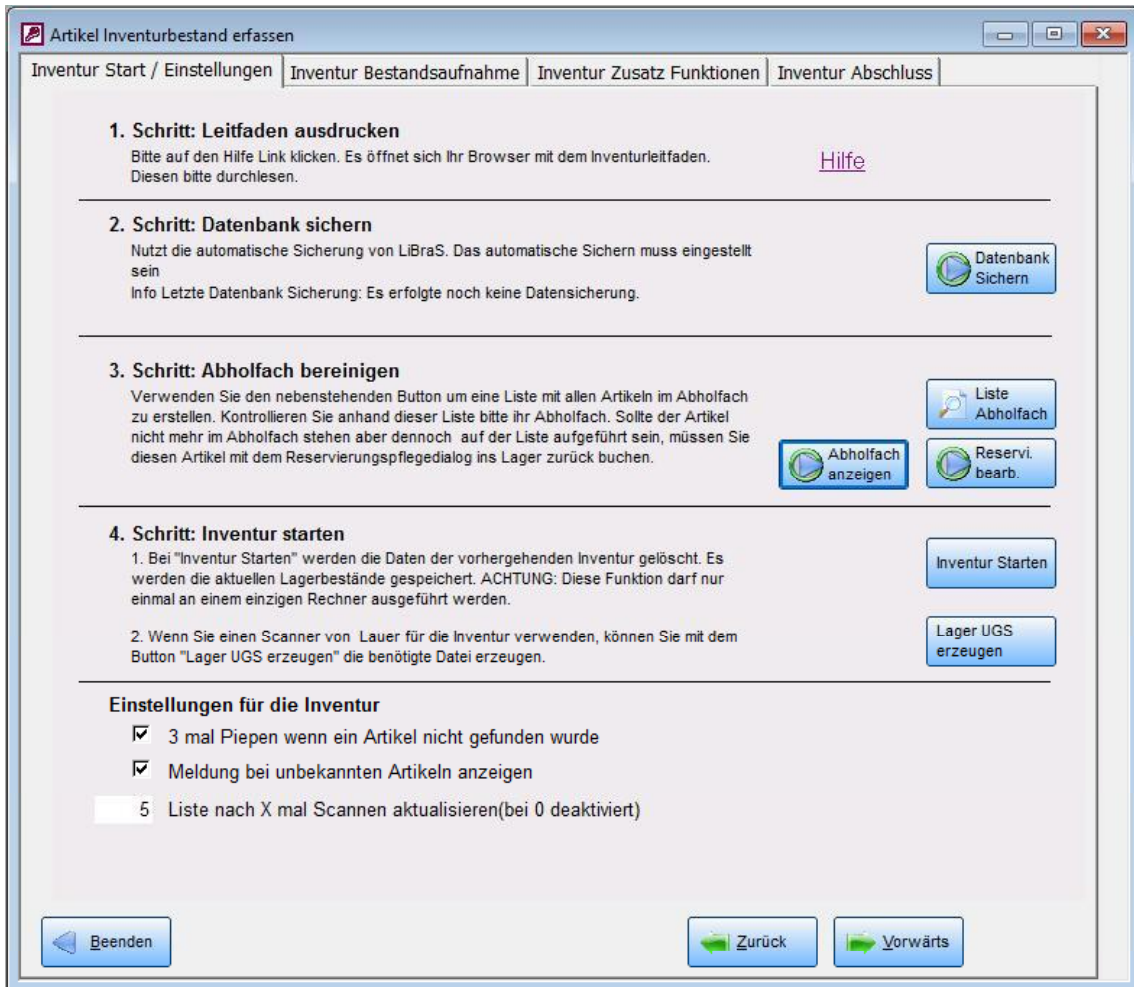 Artikel Inventurbestand erfassen
Inventur Start / Einstellungen
Inventur Bestandsaufnahme
Inventur Zusatz Funktionen
Inventur Abschluss
1. Schritt: Leitfaden ausdrucken
Bitte auf den Hilfe Link klicken. Es öffnet sich Ihr Browser mit dem Inventurleitfaden.
Diesen bitte durchlesen.
Hilfe
2. Schritt: Datenbank sichern
Nutzt die automatische Sicherung von LiBraS. Das automatische Sichern muss eingestellt
sein
Info Letzte Datenbank Sicherung: Es erfolgte noch keine Datensicherung.
Datenbank
Sichern
3. Schritt: Abholfach bereinigen
Verwenden Sie den nebenstehenden Button um eine Liste mit allen Artikeln im Abholfach
zu erstellen. Kontrollieren Sie anhand dieser Liste bitte ihr Abholfach. Sollte der Artikel
nicht mehr im Abholfach stehen aber dennoch  auf der Liste aufgeführt sein, müssen Sie
diesen Artikel mit dem Reservierungspflegedialog ins Lager zurück buchen.
Liste
Abholfach
Abholfach
anzeigen
Reservi.
bearb.
4. Schritt: Inventur starten
1. Bei "Inventur Starten" werden die Daten der vorhergehenden Inventur gelöscht. Es
werden die aktuellen Lagerbestände gespeichert. ACHTUNG: Diese Funktion darf nur
einmal an einem einzigen Rechner ausgeführt werden.
Inventur Starten
2. Wenn Sie einen Scanner von  Lauer für die Inventur verwenden, können Sie mit dem
Button "Lager UGS erzeugen" die benötigte Datei erzeugen.
Lager UGS
erzeugen
Einstellungen für die Inventur
3 mal Piepen wenn ein Artikel nicht gefunden wurde
Meldung bei unbekannten Artikeln anzeigen
5 Liste nach X mal Scannen aktualisieren(bei 0 deaktiviert)
Beenden
Zurück
Vorwärts